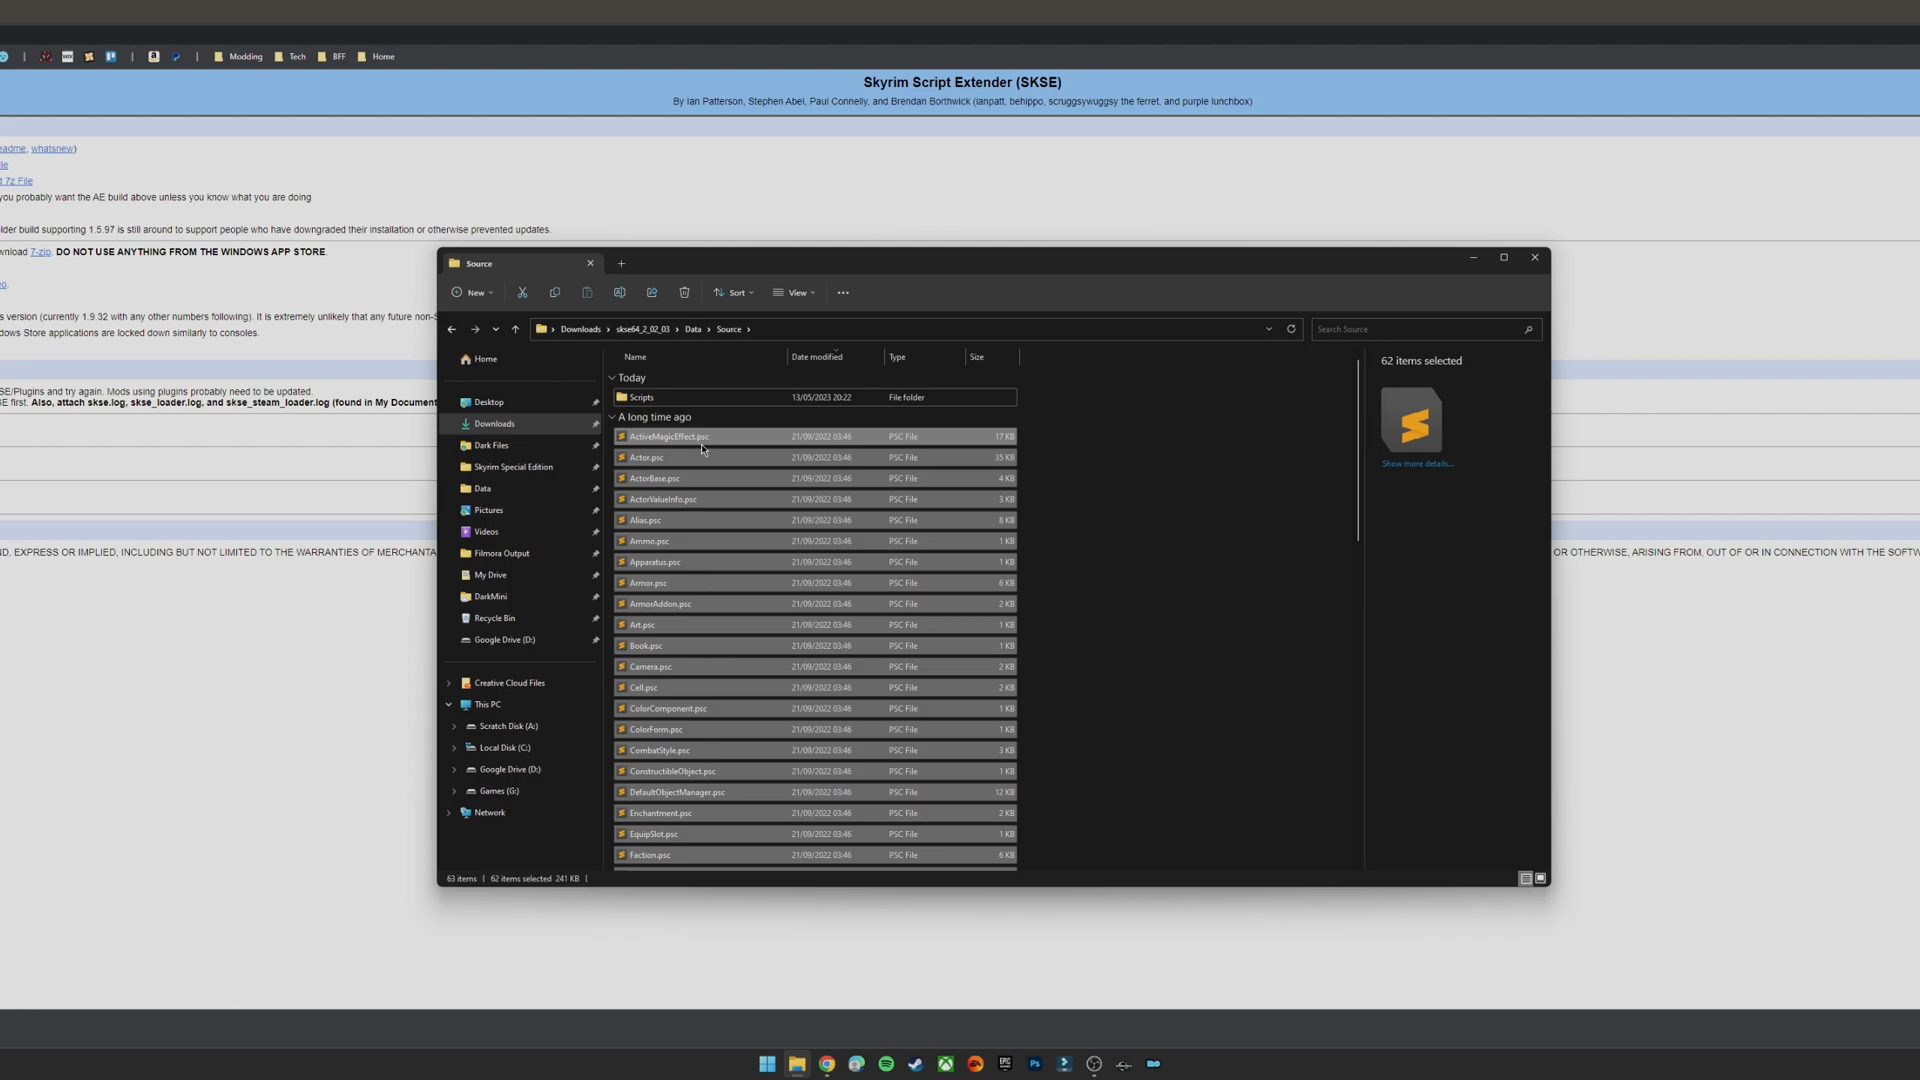 Modding
Tech
BFF
Home
Skyrim Script Extender (SKSE)
By Ian Patterson, Stephen Abel, Paul Connelly, and Brendan Borthwick (ianpatt, behippo, scruggsywuggsy the ferret, and purple lunchbox)
eadme, whatsnew)
ile
d 7z File
you probably want the AE build above unless you know what you are doing
older build supporting 1.5.97 is still around to support people who have downgraded their installation or otherwise prevented updates.
wnload 7-zip. DO NOT USE ANYTHING FROM THE WINDOWS APP STORE.
eo.
s version (currently 1.9.32 with any other numbers following). It is extremely unlikely that any future non-S
dows Store applications are locked down similarly to consoles.
SE/Plugins and try again. Mods using plugins probably need to be updated.
SE first. Also, attach skse.log, skse_loader.log, and skse_steam_loader.log (found in My Document
ND, EXPRESS OR IMPLIED, INCLUDING BUT NOT LIMITED TO THE WARRANTIES OF MERCHANTA
OR OTHERWISE, ARISING FROM, OUT OF OR IN CONNECTION WITH THE SOFTW
Source
New
Sort
View
Downloads > skse64_2_02_03 > Data > Source >
Search Source
Home
Desktop
Downloads
Dark Files
Skyrim Special Edition
Data
Pictures
Videos
Filmora Output
My Drive
DarkMini
Recycle Bin
Google Drive (D:)
Creative Cloud Files
This PC
Scratch Disk (A:)
Local Disk (C:)
Google Drive (D:)
Games (G:)
Network
Name Date modified Type Size
Today
Scripts 13/05/2023 20:22 File folder
A long time ago
ActiveMagicEffect.psc 21/09/2022 03:46 PSC File 17 KB
Actor.psc 21/09/2022 03:46 PSC File 35 KB
ActorBase.psc 21/09/2022 03:46 PSC File 4 KB
ActorValueInfo.psc 21/09/2022 03:46 PSC File 3 KB
Alias.psc 21/09/2022 03:46 PSC File 8 KB
Ammo.psc 21/09/2022 03:46 PSC File 1 KB
Apparatus.psc 21/09/2022 03:46 PSC File 1 KB
Armor.psc 21/09/2022 03:46 PSC File 6 KB
ArmorAddon.psc 21/09/2022 03:46 PSC File 2 KB
Art.psc 21/09/2022 03:46 PSC File 1 KB
Book.psc 21/09/2022 03:46 PSC File 1 KB
Camera.psc 21/09/2022 03:46 PSC File 2 KB
Cell.psc 21/09/2022 03:46 PSC File 2 KB
ColorComponent.psc 21/09/2022 03:46 PSC File 1 KB
ColorForm.psc 21/09/2022 03:46 PSC File 1 KB
CombatStyle.psc 21/09/2022 03:46 PSC File 3 KB
ConstructibleObject.psc 21/09/2022 03:46 PSC File 1 KB
DefaultObjectManager.psc 21/09/2022 03:46 PSC File 12 KB
Enchantment.psc 21/09/2022 03:46 PSC File 2 KB
EquipSlot.psc 21/09/2022 03:46 PSC File 1 KB
Faction.psc 21/09/2022 03:46 PSC File 6 KB
62 items selected
Show more details...
63 items 62 items selected 241 KB